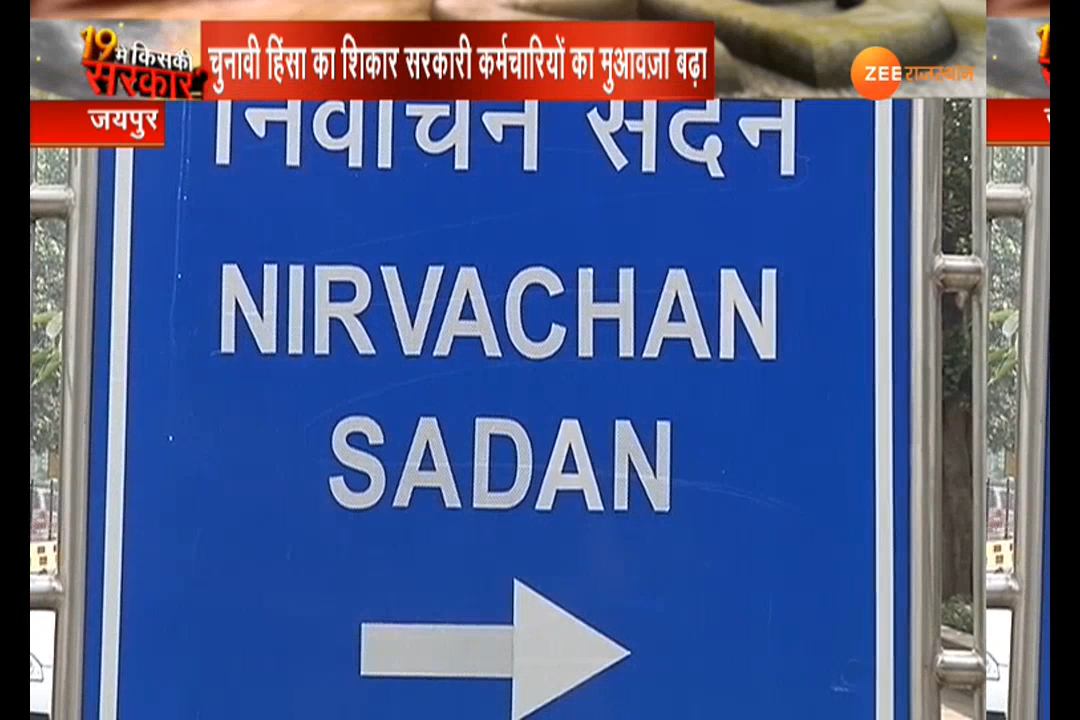 19 में किसकी
सरकार
चुनावी हिंसा का शिकार सरकारी कर्मचारियों का मुआवज़ा बढ़ा
ZEE राजस्थान
जयपुर
निर्वाचन सदन
NIRVACHAN
SADAN